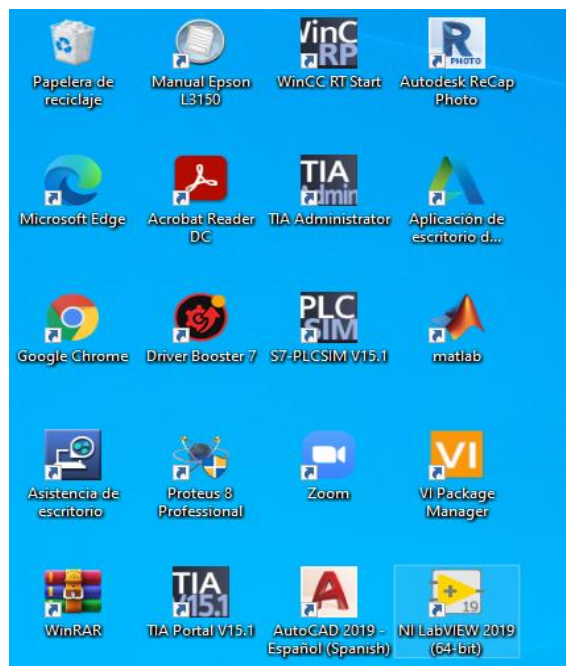 Papelera de
reciclaje
Manual Epson
L3150
WinC
RP
WinCC RT Start
R
PHOTO
Autodesk ReCap
Photo
Microsoft Edge
Acrobat Reader
DC
TIA
Admin
TIA Administrator
Aplicación de
escritorio d...
Google Chrome
Driver Booster 7
PLC
SIM
S7-PLCSIM V15.1
matlab
Asistencia de
escritorio
Proteus 8
Professional
Zoom
VI
VI Package
Manager
WinRAR
TIA
V15.1
TIA Portal V15.1
A
AutoCAD 2019 -
Español (Spanish)
19
NI LabVIEW 2019
(64-bit)